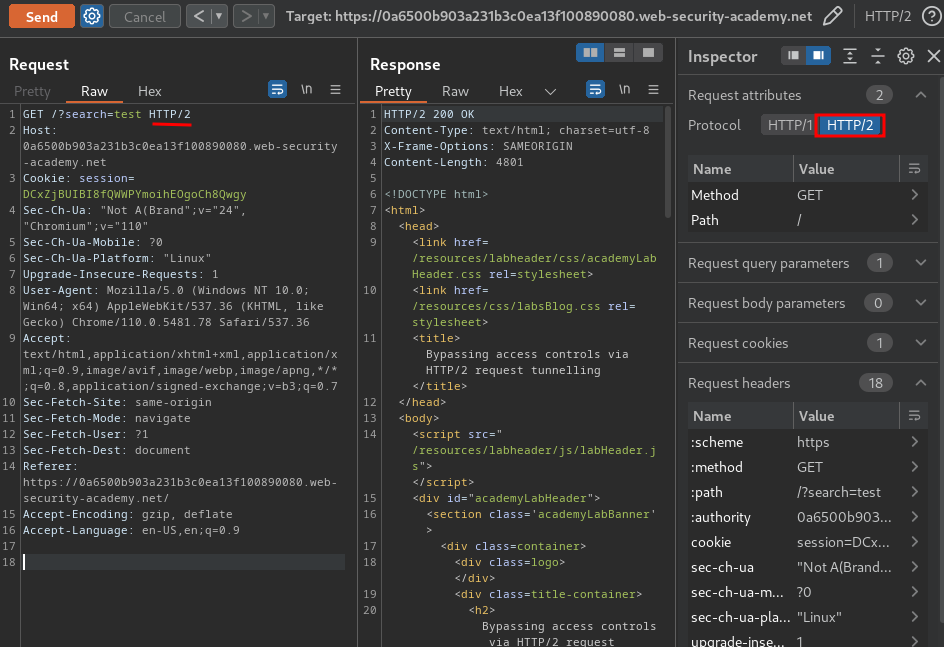 Send
Cancel
<
>
Target: https://0a6500b903a231b3c0ea13f100890080.web-security-academy.net
HTTP/2
?
Request
Pretty
Raw
Hex
\n
1 GET /?search=test HTTP/2
2 Host:
0a6500b903a231b3c0ea13f100890080.web-security
-academy.net
3 Cookie: session=
DCxZjBUIBI8fQWWPYmoihEOgoCh8Qwgy
4 Sec-Ch-Ua: "Not A(Brand";v="24",
"Chromium";v="110"
5 Sec-Ch-Ua-Mobile: ?0
6 Sec-Ch-Ua-Platform: "Linux"
7 Upgrade-Insecure-Requests: 1
8 User-Agent: Mozilla/5.0 (Windows NT 10.0;
Win64; x64) AppleWebKit/537.36 (KHTML, like
Gecko) Chrome/110.0.5481.78 Safari/537.36
9 Accept:
text/html,application/xhtml+xml,application/x
ml;q=0.9,image/avif,image/webp,image/apng,*/*
;q=0.8,application/signed-exchange;v=b3;q=0.7
10 Sec-Fetch-Site: same-origin
11 Sec-Fetch-Mode: navigate
12 Sec-Fetch-User: ?1
13 Sec-Fetch-Dest: document
14 Referer:
https://0a6500b903a231b3c0ea13f100890080.web-
security-academy.net/
15 Accept-Encoding: gzip, deflate
16 Accept-Language: en-US,en;q=0.9
17
18
Response
Pretty
Raw
Hex
\n
1 HTTP/2 200 OK
2 Content-Type: text/html; charset=utf-8
3 X-Frame-Options: SAMEORIGIN
4 Content-Length: 4801
5
6 <!DOCTYPE html>
7 <html>
8 <head>
9 <link href=
/resources/labheader/css/academyLab
Header.css rel=stylesheet>
10 <link href=
/resources/css/labsBlog.css rel=
stylesheet>
11 <title>
Bypassing access controls via
HTTP/2 request tunnelling
</title>
12 </head>
13 <body>
14 <script src="
/resources/labheader/js/labHeader.j
s">
</script>
15 <div id="academyLabHeader">
16 <section class='academyLabBanner'
>
17 <div class=container>
18 <div class=logo>
</div>
19 <div class=title-container>
20 <h2>
Bypassing access controls
via HTTP/2 request
Inspector
Request attributes 2
Protocol HTTP/1 HTTP/2
Name Value
Method GET
Path /
Request query parameters 1
Request body parameters 0
Request cookies 1
Request headers 18
Name Value
:scheme https
:method GET
:path /?search=test
:authority 0a6500b903...
cookie session=DCx...
sec-ch-ua "Not A(Brand...
sec-ch-ua-m... ?0
sec-ch-ua-pla... "Linux"
upgrade-inse... 1